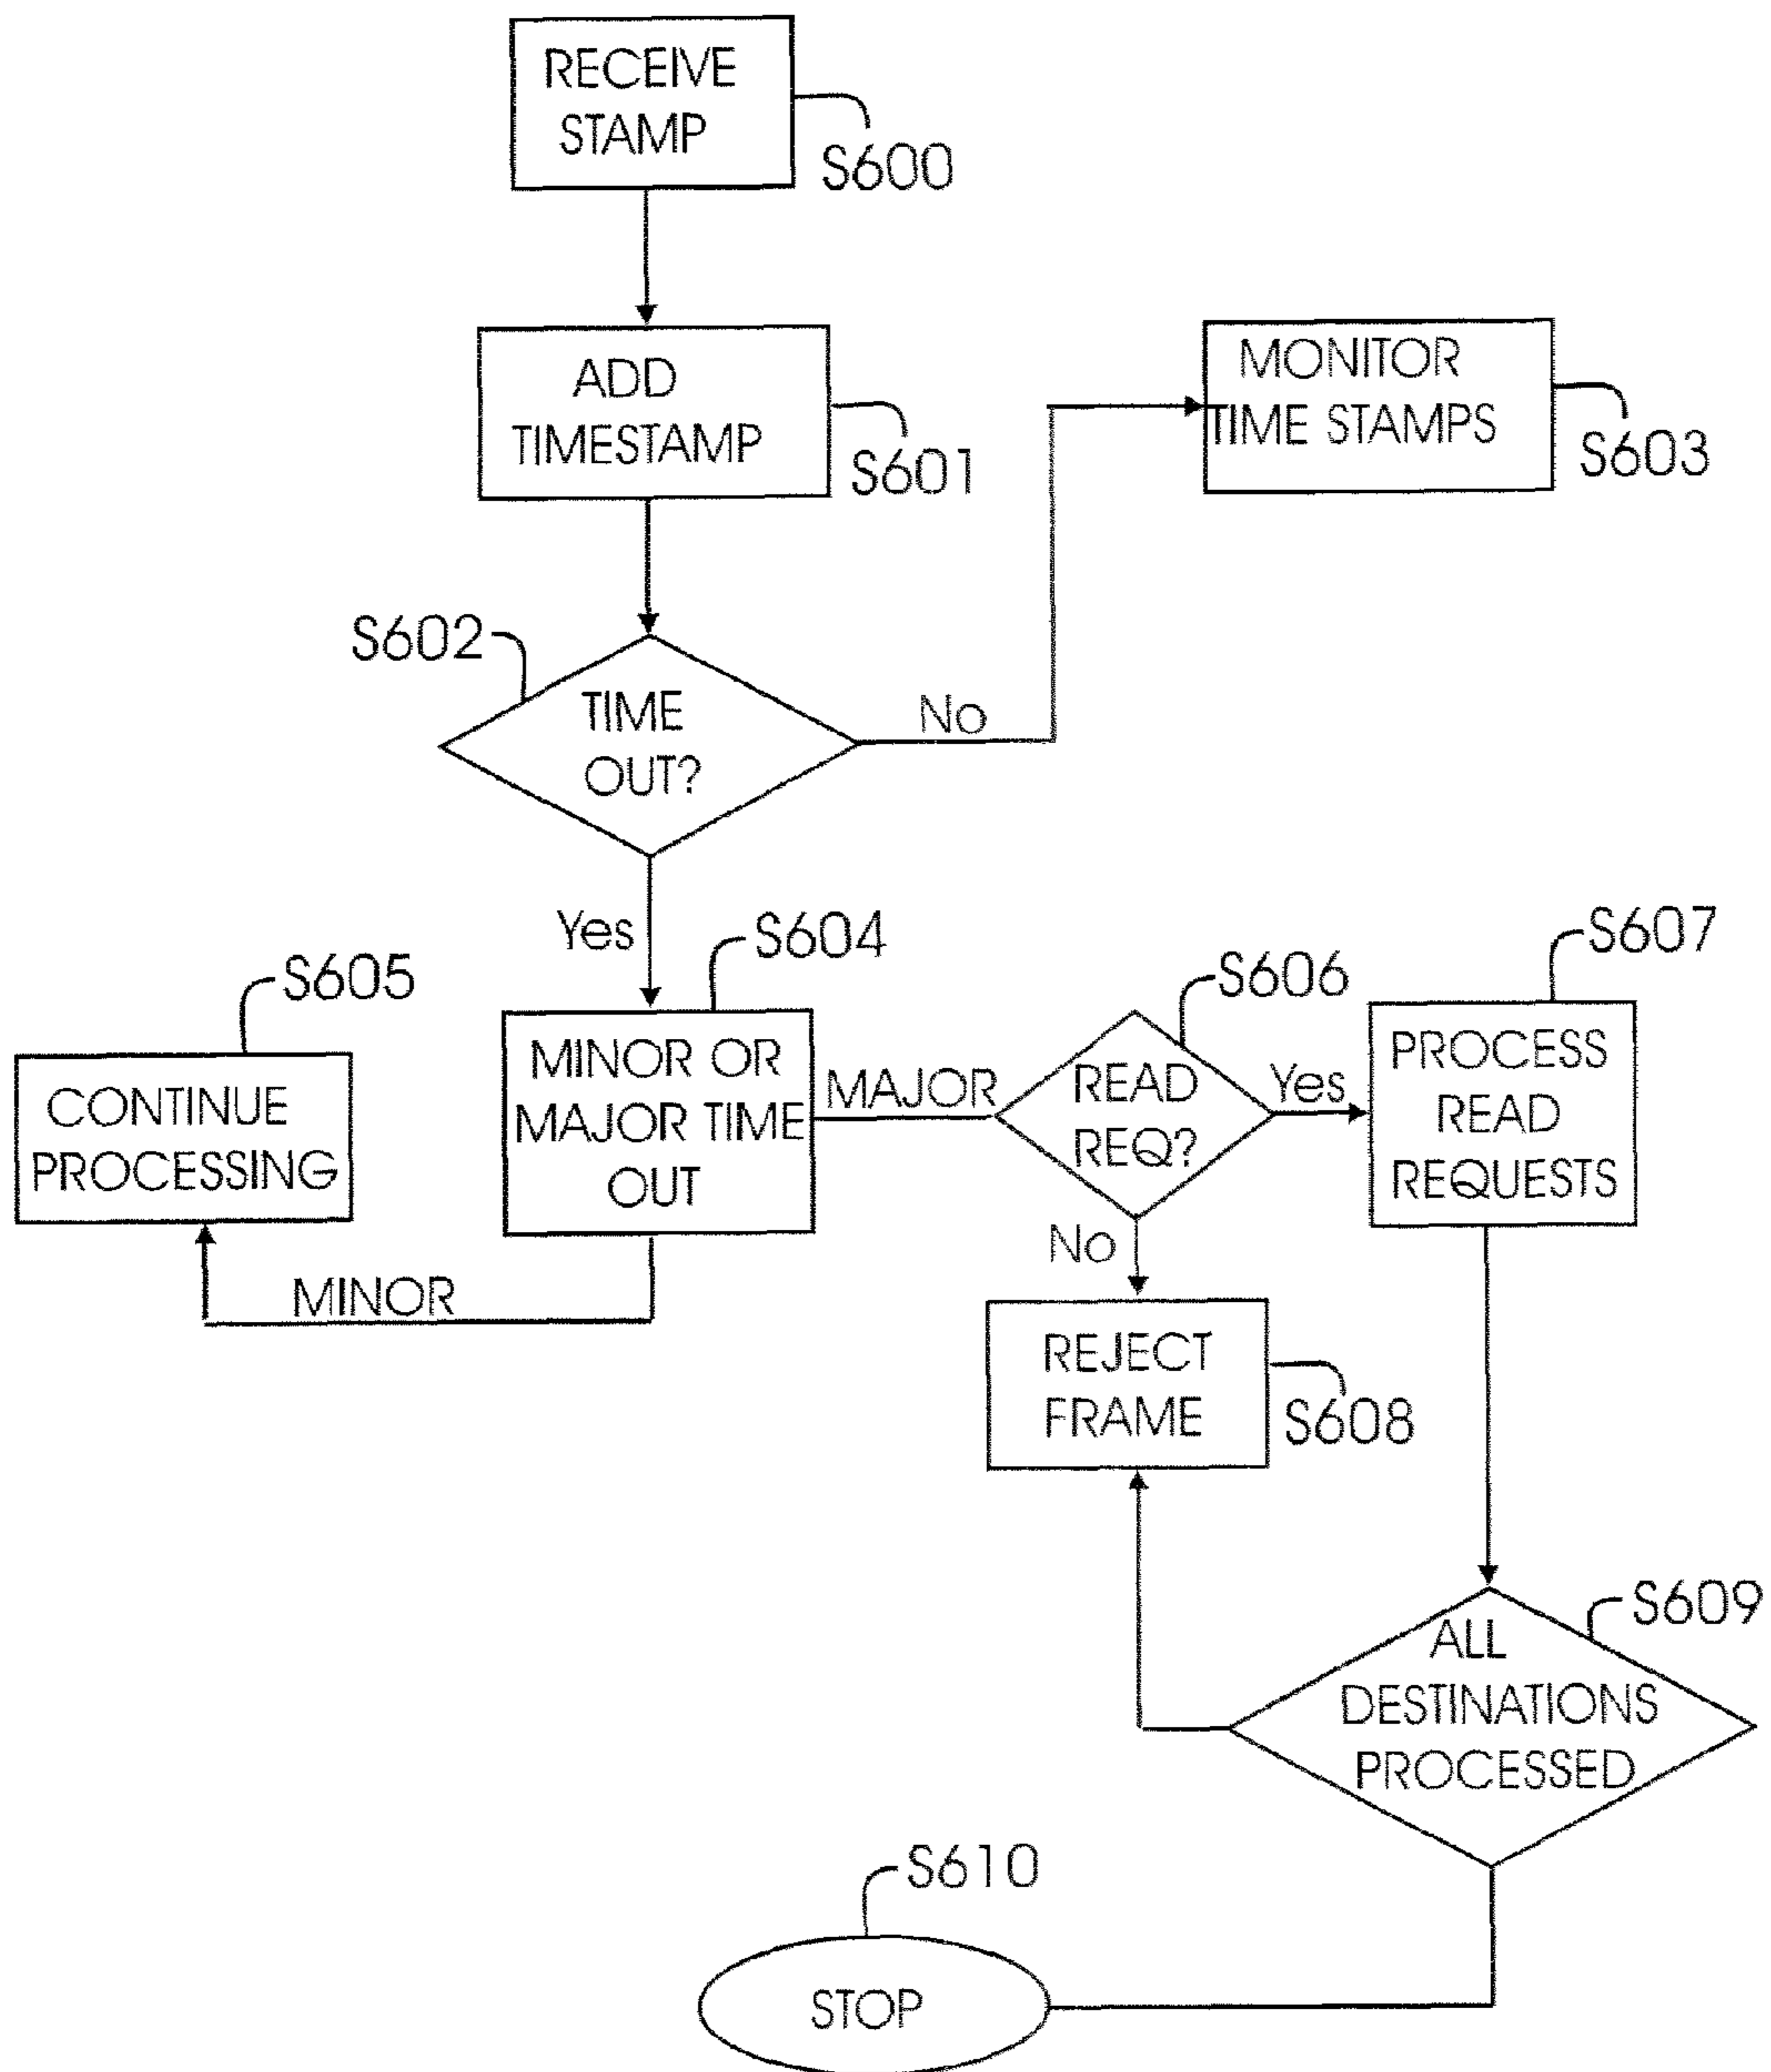 RECEIVE
STAMP
S600
ADD
TIMESTAMP
S601
MONITOR
TIME STAMPS
S603
S602
TIME
OUT?
No
Yes
S604
S605
MINOR OR
MAJOR TIME
OUT
CONTINUE
PROCESSING
MINOR
MAJOR
S606
READ
REQ?
Yes
S607
PROCESS
READ
REQUESTS
No
REJECT
FRAME
S608
S609
ALL
DESTINATIONS
PROCESSED
S610
STOP